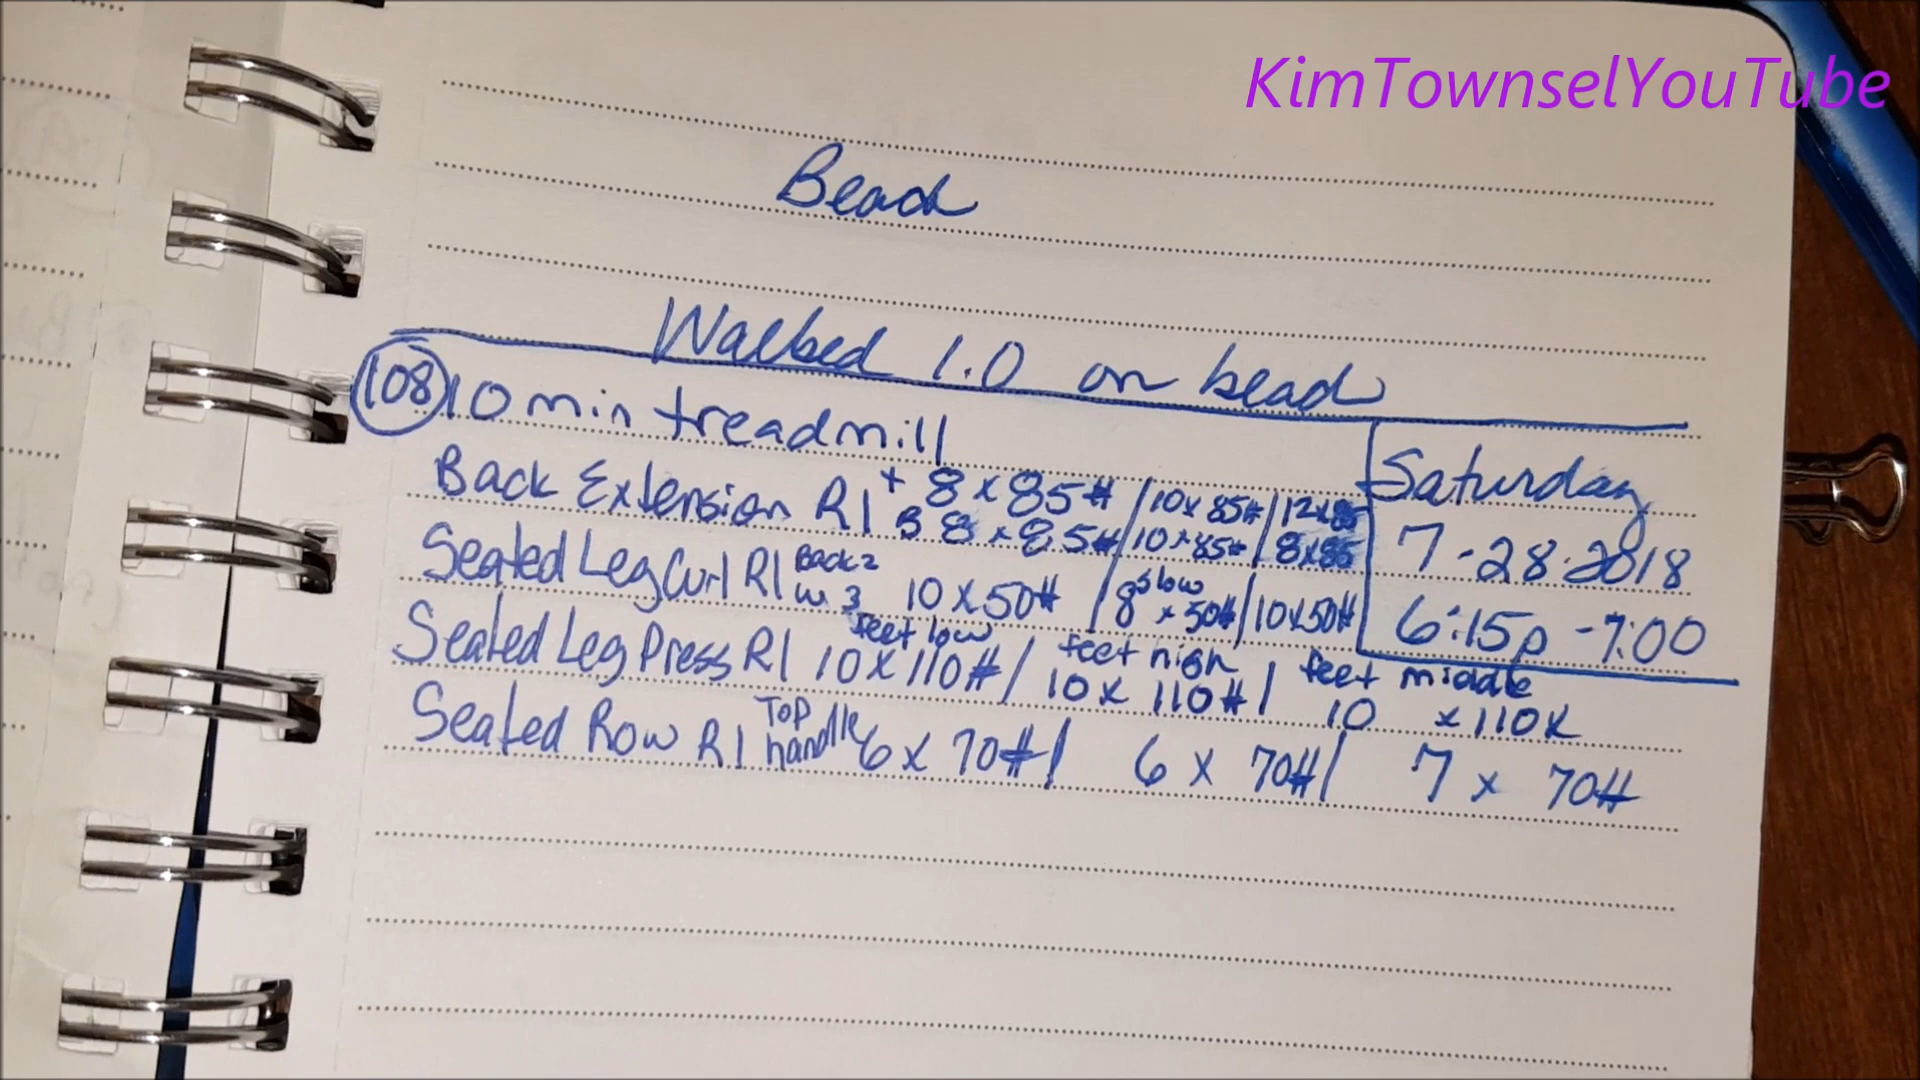 KimTownselYouTube
Beach
Walked 1.0 on beach
108 10 min treadmill
Saturday
7-28-2018
6:15p -7:00
Back Extension R1 + 8 x 85# / 10 x 85# / 12 x 85
B 8 x 85# / 10 x 85# / 8 x 85
Seated Leg Curl R1 Back 2 10 x 50# / 8 slow x 50# / 10 x 50#
Seated Leg Press R1 feet low 10 x 110# / feet high 10 x 110# / feet middle 10 x 110#
Seated Row R1 Top handle 6 x 70# / 6 x 70# / 7 x 70#